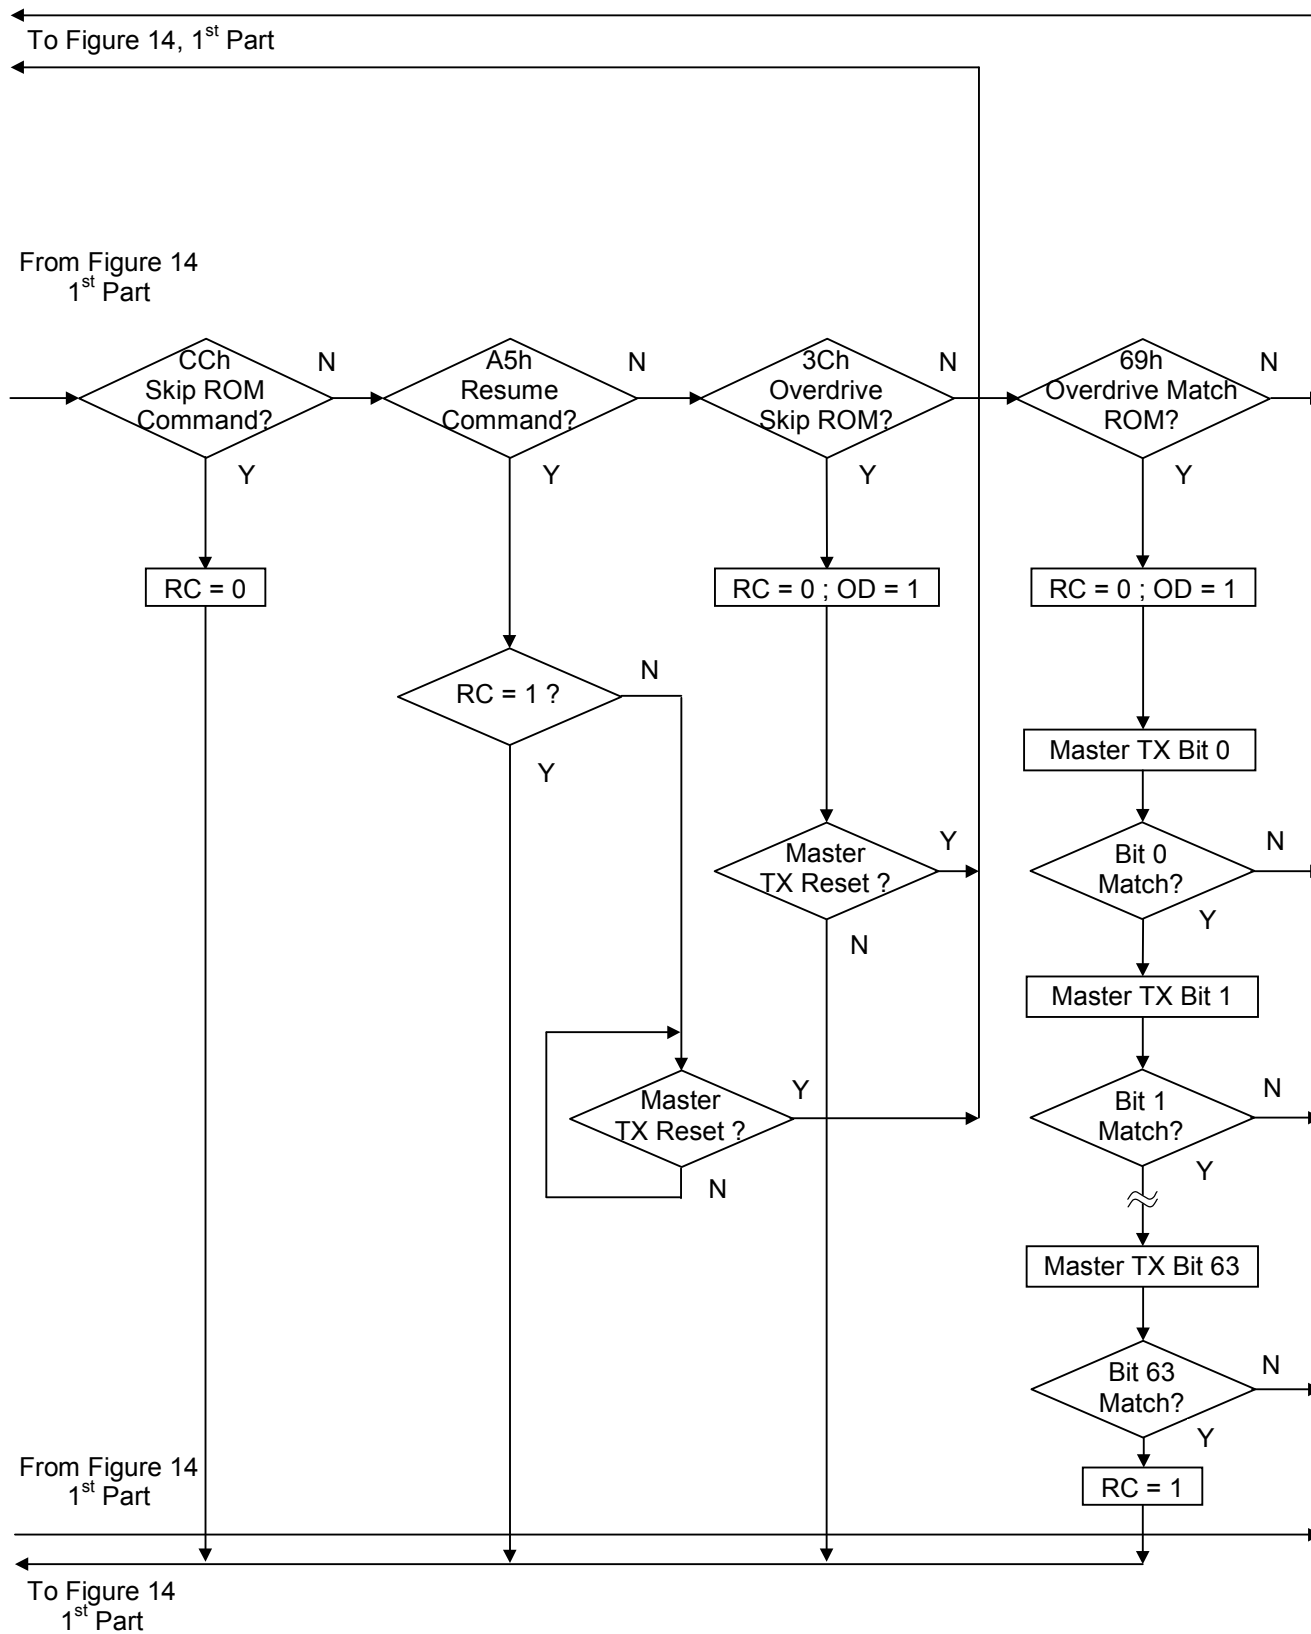 To Figure 14, 1st Part
From Figure 14
1st Part
CCh
Skip ROM
Command?
N
Y
A5h
Resume
Command?
N
Y
3Ch
Overdrive
Skip ROM?
N
Y
69h
Overdrive Match
ROM?
N
Y
RC = 0
RC = 0 ; OD = 1
RC = 0 ; OD = 1
RC = 1 ?
N
Y
Master TX Bit 0
Master
TX Reset ?
Y
N
Bit 0
Match?
N
Y
Master TX Bit 1
Master
TX Reset ?
Y
N
Bit 1
Match?
N
Y
Master TX Bit 63
Bit 63
Match?
N
Y
RC = 1
From Figure 14
1st Part
To Figure 14
1st Part